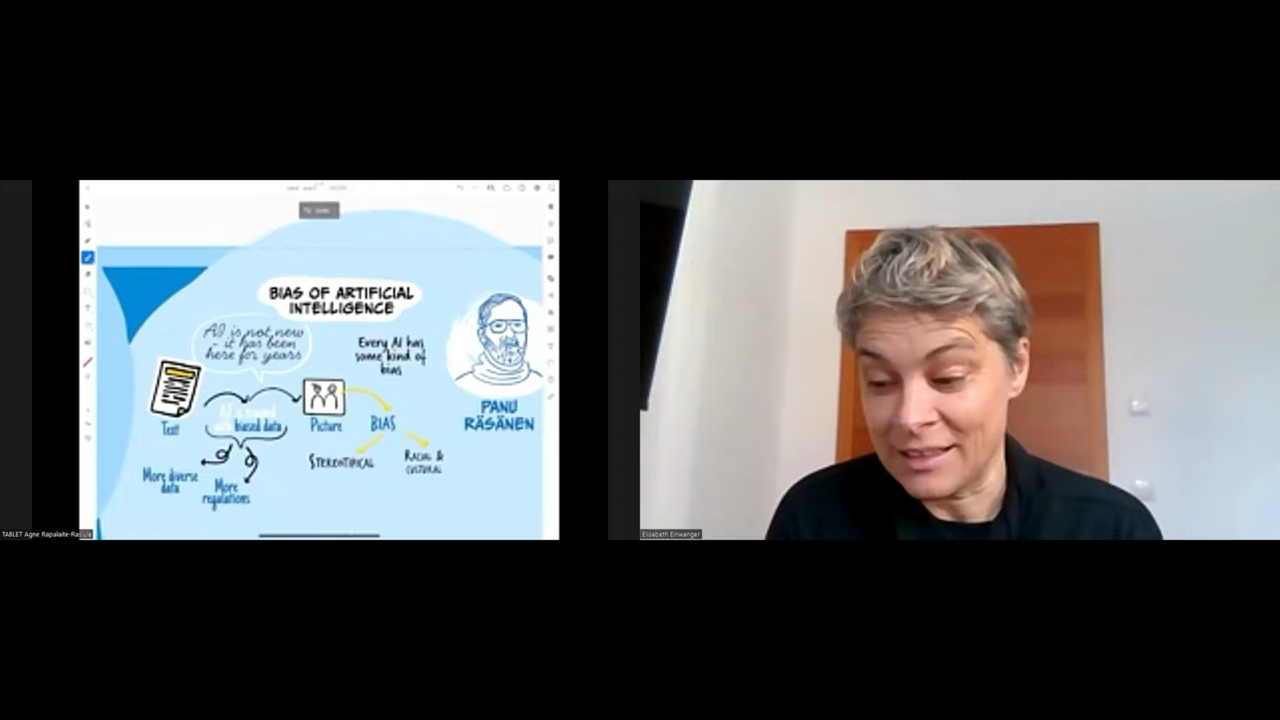 BIAS OF ARTIFICIAL
INTELLIGENCE
AI is not new
- it has been
here for years
Every AI has
some kind of
bias
PANU
RÄSÄNEN
AI is
biased data
Text
Picture
BIAS
STEREOTIPICAL
RACIAL &
CULTURAL
More diverse
data
More
regulations
TABLET Agne Rapalaite-
Elisabeth Einwanger